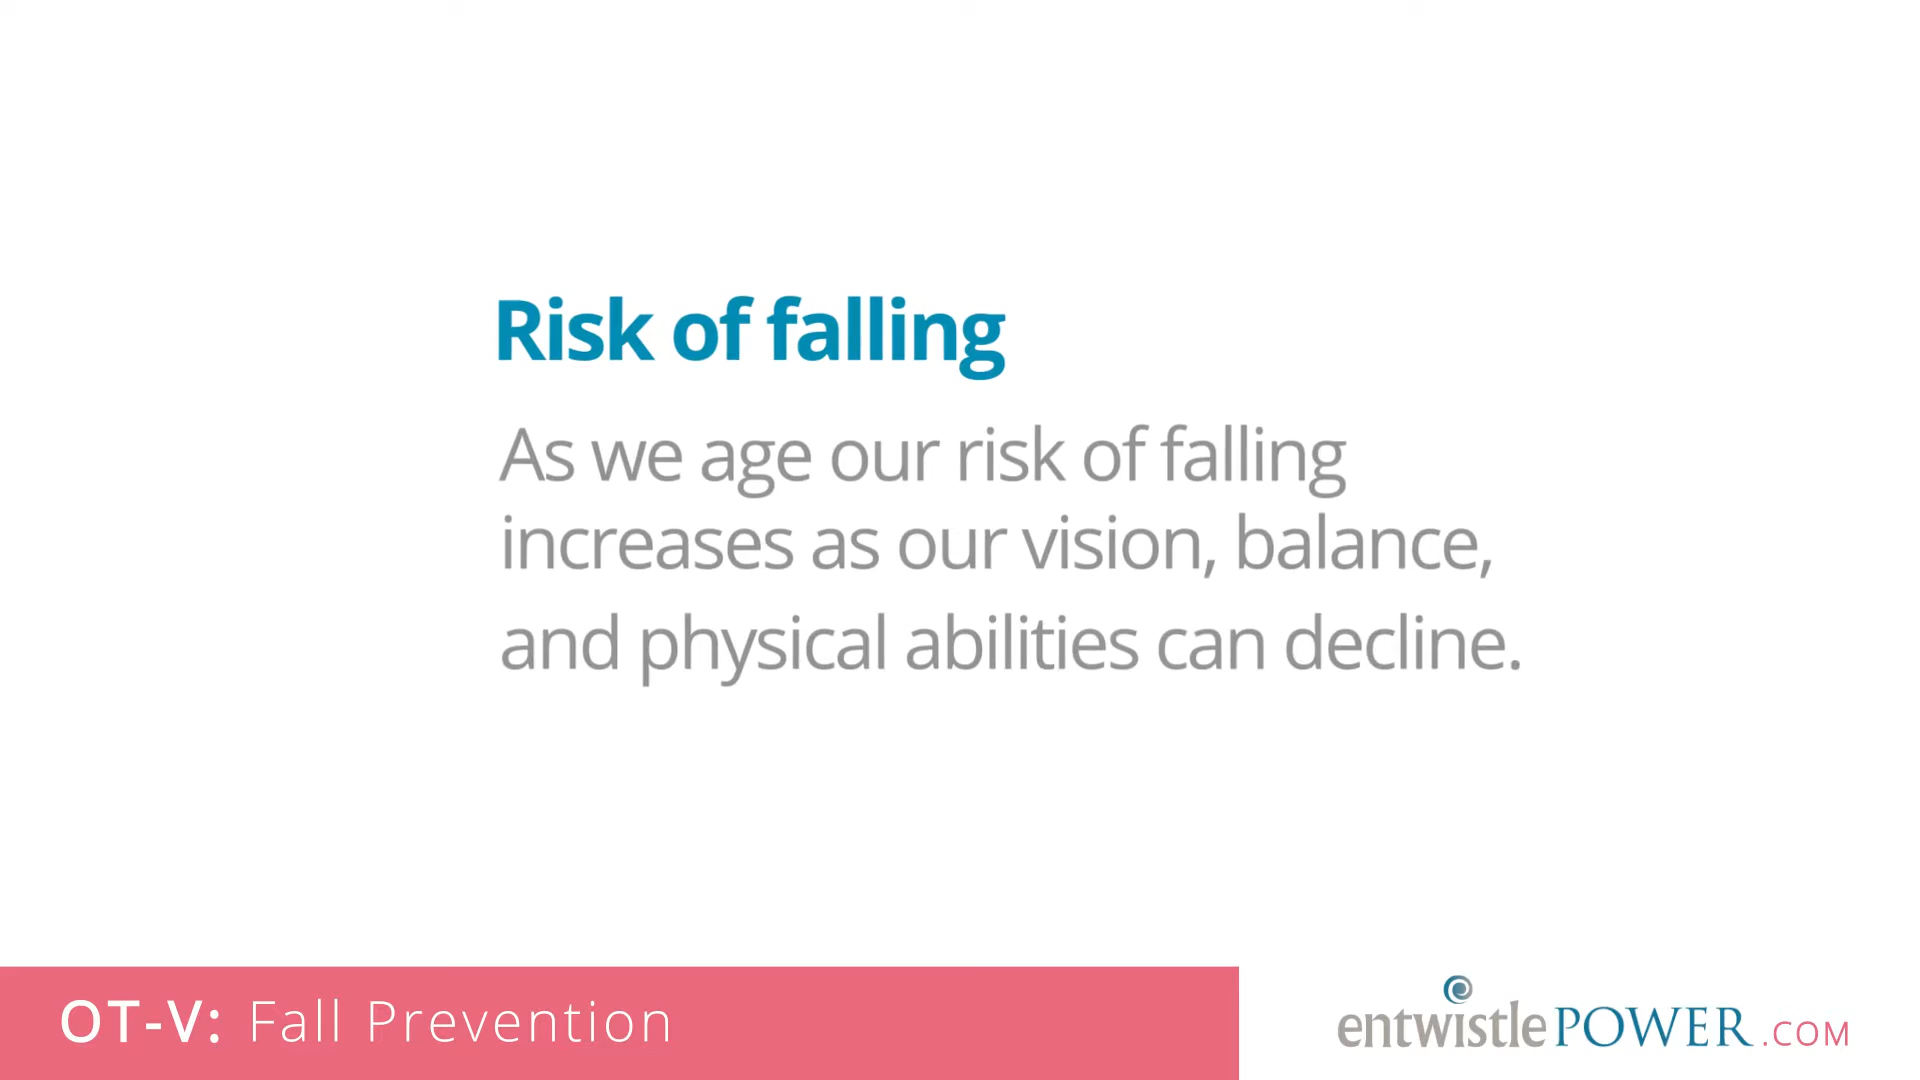 Risk of falling
As we age our risk of falling
increases as our vision, balance,
and physical abilities can decline.
OT-V: Fall Prevention
entwistlePOWER.COM